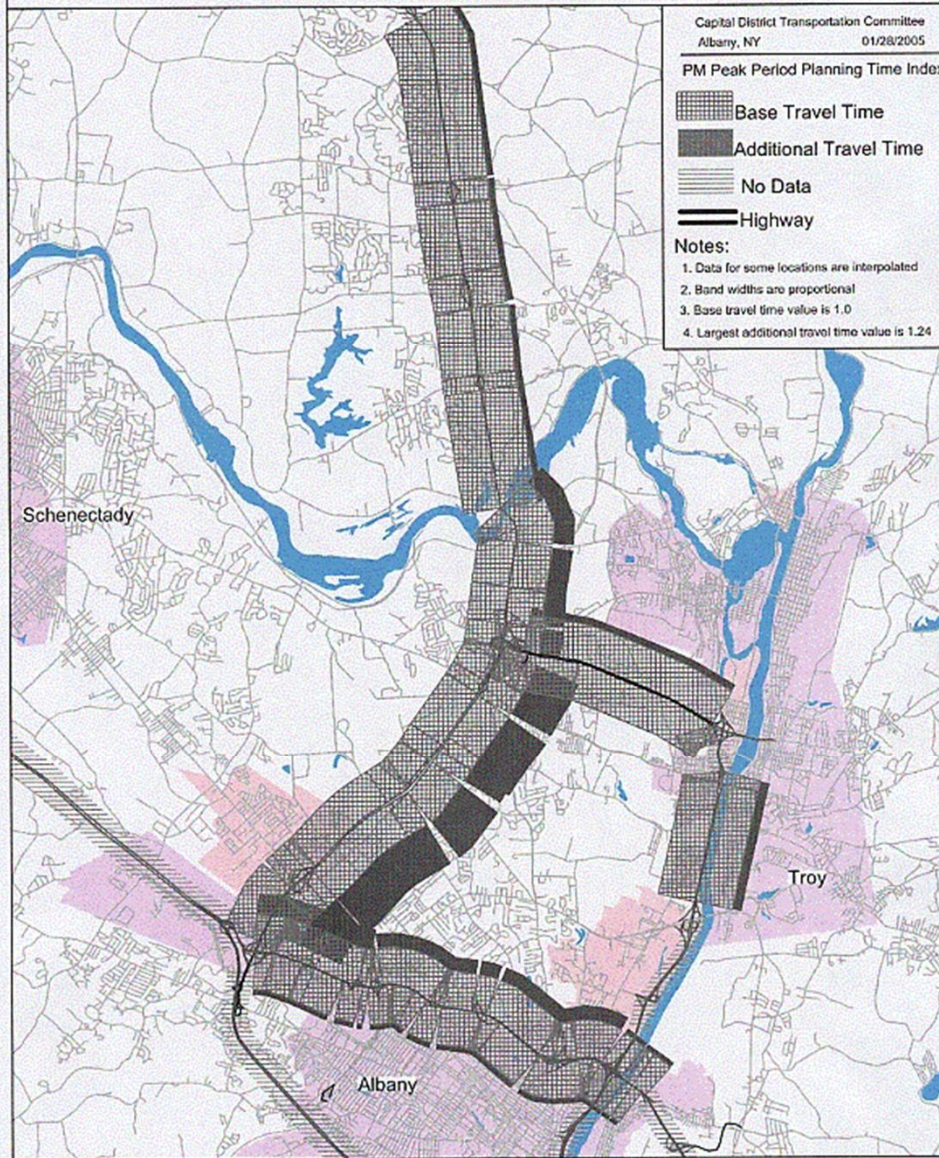 Capital District Transportation Committee
Albany, NY 01/28/2005
PM Peak Period Planning Time Index
Base Travel Time
Additional Travel Time
No Data
Highway
Notes:
1. Data for some locations are interpolated
2. Band widths are proportional
3. Base travel time value is 1.0
4. Largest additional travel time value is 1.24
Schenectady
Troy
Albany